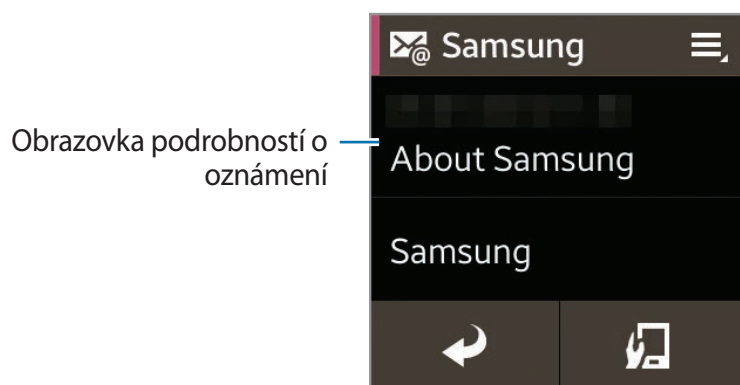 Samsung
Obrazovka podrobností o
oznámení
About Samsung
Samsung